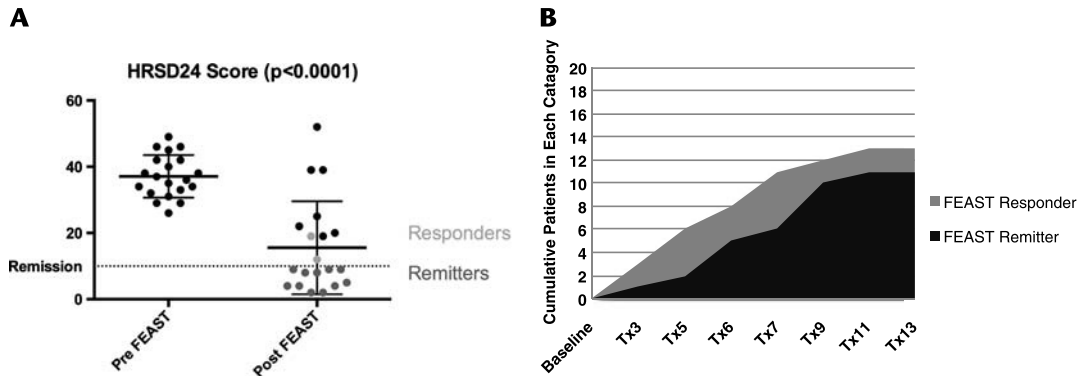 A
HRSD24 Score (p<0.0001)
60
40
20
Remission
0
Responders
Remitters
Pre FEAST
Post FEAST
B
Cumulative Patients in Each Catagory
20
18
16
14
12
10
8
6
4
2
0
Baseline
Tx3
Tx5
Tx6
Tx7
Tx9
Tx11
Tx13
FEAST Responder
FEAST Remitter